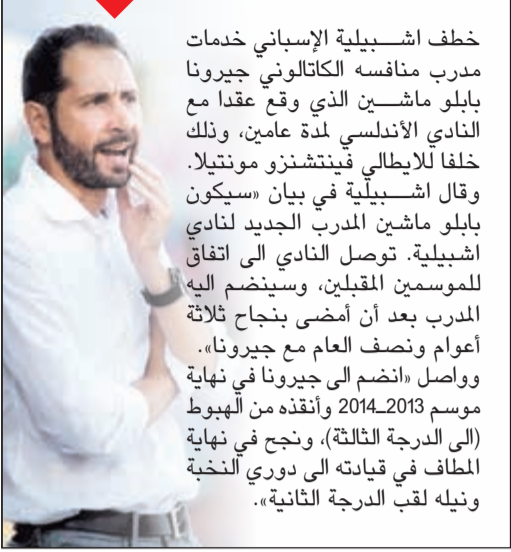 خطف اشبيلية الإسباني خدمات
مدرب منافسه الكاتالوني جيرونا
بابلو ماشين الذي وقع عقدا مع
النادي الأندلسي لمدة عامين، وذلك
خلفا للايطالي فينتشنزو مونتيلا.
وقال اشبيلية في بيان «سيكون
بابلو ماشين المدرب الجديد لنادي
اشبيلية. توصل النادي الى اتفاق
للموسمين المقبلين، وسينضم اليه
المدرب بعد أن أمضى بنجاح ثلاثة
أعوام ونصف العام مع جيرونا».
وواصل «انضم الى جيرونا في نهاية
موسم 2013ـ2014 وأنقذه من الهبوط
(الى الدرجة الثالثة)، ونجح في نهاية
المطاف في قيادته الى دوري النخبة
ونيله لقب الدرجة الثانية».